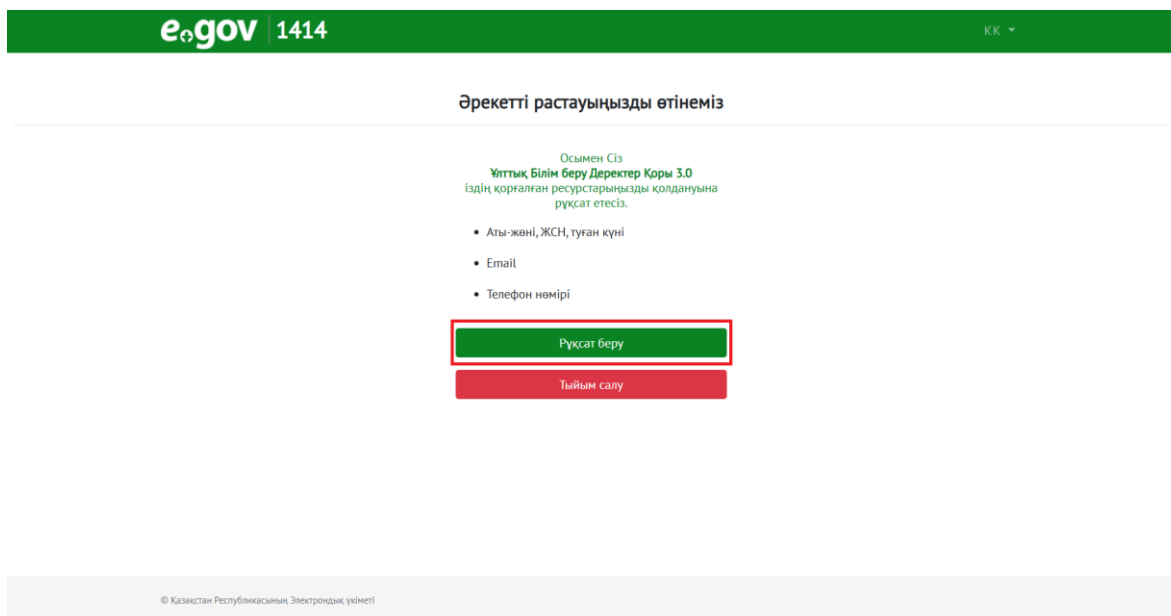 egov 1414
KK
Әрекетті растауыңызды өтінеміз
Осымен Сіз
Ұлттық Білім беру Деректер Қоры 3.0
іздің қорғалған ресурстарыңызды қолдануына
рұқсат етесіз.
• Аты-жөні, ЖСН, туған күні
• Email
• Телефон нөмірі
Рұқсат беру
Тыйым салу
© Қазақстан Республикасының Электрондық үкіметі